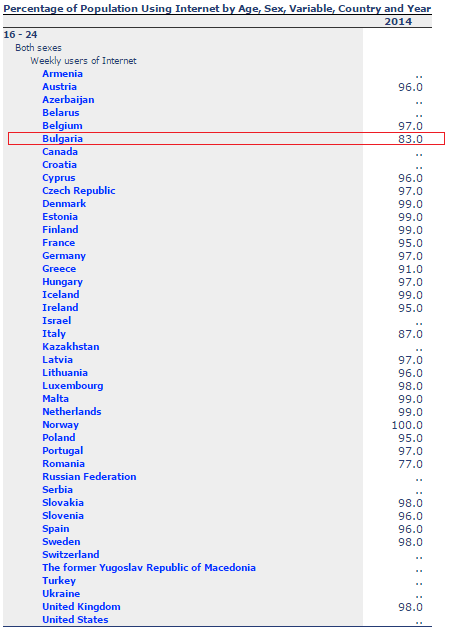 Percentage of Population Using Internet by Age, Sex, Variable, Country and Year
2014
16 - 24
Both sexes
Weekly users of Internet
Armenia ..
Austria 96.0
Azerbaijan ..
Belarus ..
Belgium 97.0
Bulgaria 83.0
Canada ..
Croatia ..
Cyprus 96.0
Czech Republic 97.0
Denmark 99.0
Estonia 99.0
Finland 99.0
France 95.0
Germany 97.0
Greece 91.0
Hungary 97.0
Iceland 99.0
Ireland 95.0
Israel ..
Italy 87.0
Kazakhstan ..
Latvia 97.0
Lithuania 96.0
Luxembourg 98.0
Malta 99.0
Netherlands 99.0
Norway 100.0
Poland 95.0
Portugal 97.0
Romania 77.0
Russian Federation ..
Serbia ..
Slovakia 98.0
Slovenia 96.0
Spain 96.0
Sweden 98.0
Switzerland ..
The former Yugoslav Republic of Macedonia ..
Turkey ..
Ukraine ..
United Kingdom 98.0
United States ..